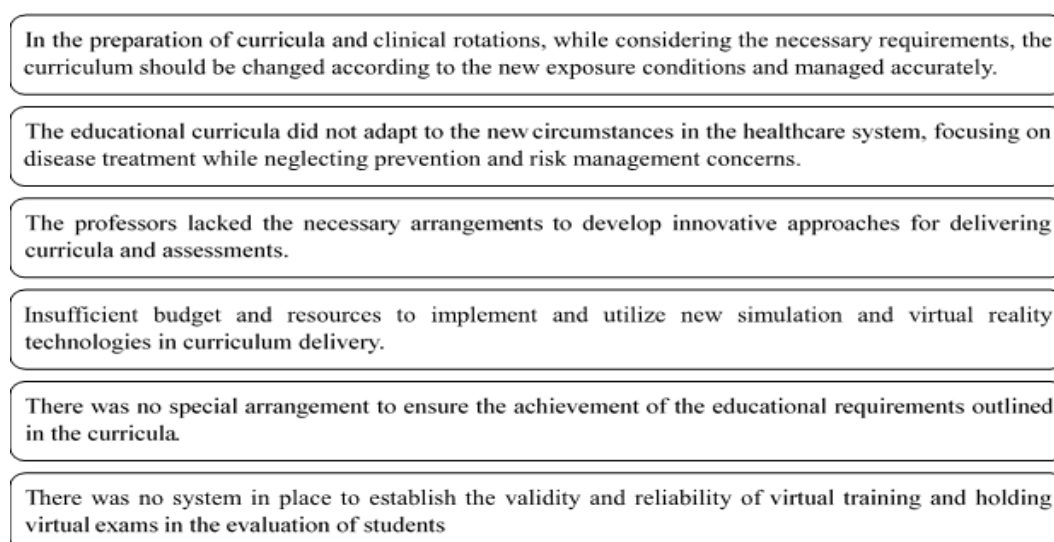 In the preparation of curricula and clinical rotations, while considering the necessary requirements, the
curriculum should be changed according to the new exposure conditions and managed accurately.
The educational curricula did not adapt to the new circumstances in the healthcare system, focusing on
disease treatment while neglecting prevention and risk management concerns.
The professors lacked the necessary arrangements to develop innovative approaches for delivering
curricula and assessments.
Insufficient budget and resources to implement and utilize new simulation and virtual reality
technologies in curriculum delivery.
There was no special arrangement to ensure the achievement of the educational requirements outlined
in the curricula.
There was no system in place to establish the validity and reliability of virtual training and holding
virtual exams in the evaluation of students